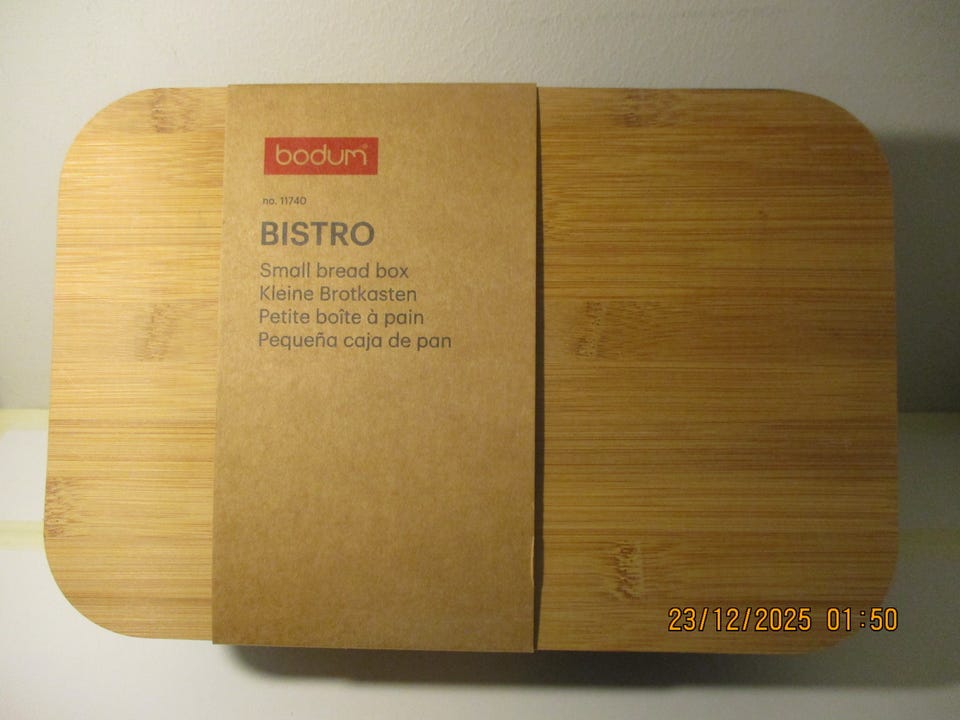 bodum®
no. 11740
BISTRO
Small bread box
Kleine Brotkasten
Petite boîte à pain
Pequeña caja de pan
23/12/2025 01:50